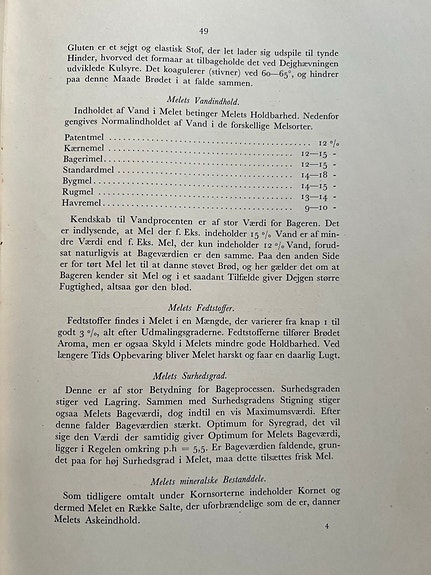 49
Gluten er et sejgt og elastisk Stof, der let lader sig udspile til tynde
Hinder, hvorved det formaar at tilbageholde det ved Dejghævningen
udviklede Kulsyre. Det koagulerer (stivner) ved 60—65°, og hindrer
paa denne Maade Brødet i at falde sammen.
Melets Vandindhold.
Indholdet af Vand i Melet betinger Melets Holdbarhed. Nedenfor
gengives Normalindholdet af Vand i de forskellige Melsorter.
Patentmel ........................................ 12 %
Kærnemel ........................................ 12—15 -
Bagerimel ........................................ 12—15 -
Standardmel ........................................ 14—18 -
Bygmel ........................................ 14—15 -
Rugmel ........................................ 13—14 -
Havremel ........................................ 9—10 -
Kendskab til Vandprocenten er af stor Værdi for Bageren. Det
er indlysende, at Mel der f. Eks. indeholder 15 % Vand er af min-
dre Værdi end f. Eks. Mel, der kun indeholder 12 % Vand, forud-
sat naturligvis at Bageværdien er den samme. Paa den anden Side
er for tørt Mel let til at danne støvet Brød, og her gælder det om at
Bageren kender sit Mel og i et saadant Tilfælde giver Dejgen større
Fugtighed, altsaa gør den blød.
Melets Fedtstoffer.
Fedtstoffer findes i Melet i en Mængde, der varierer fra knap 1 til
godt 3 %, alt efter Udmalingsgraderne. Fedtstofferne tilfører Brødet
Aroma, men er ogsaa Skyld i Melets mindre gode Holdbarhed. Ved
længere Tids Opbevaring bliver Melet harskt og faar en daarlig Lugt.
Melets Surhedsgrad.
Denne er af stor Betydning for Bageprocessen. Surhedsgraden
stiger ved Lagring. Sammen med Surhedsgradens Stigning stiger
ogsaa Melets Bageværdi, dog indtil en vis Maximumsværdi. Efter
denne falder Bageværdien stærkt. Optimum for Syregrad, det vil
sige den Værdi der samtidig giver Optimum for Melets Bageværdi,
ligger i Regelen omkring p.h = 5,5. Er Bageværdien faldende, grun-
det paa for høj Surhedsgrad i Melet, maa dette tilsættes frisk Mel.
Melets mineralske Bestanddele.
Som tidligere omtalt under Kornsorterne indeholder Kornet og
dermed Melet en Række Salte, der uforbrændelige som de er, danner
Melets Askeindhold.
4